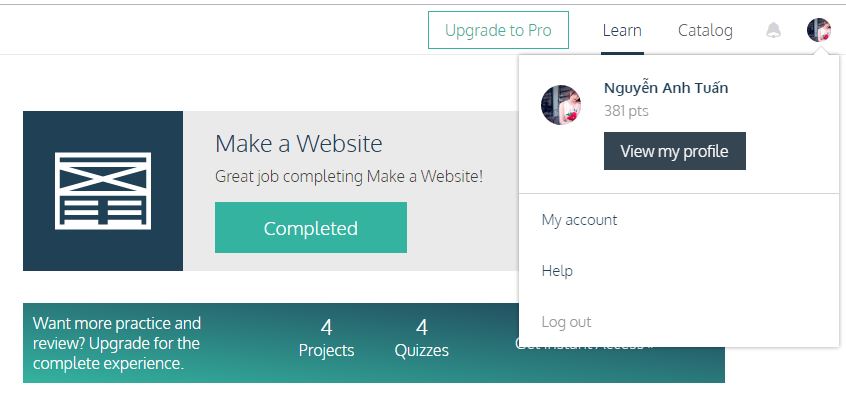 Upgrade to Pro
Learn
Catalog
Nguyễn Anh Tuấn
381 pts
View my profile
My account
Help
Log out
Make a Website
Great job completing Make a Website!
Completed
Want more practice and
review? Upgrade for the
complete experience.
4
Projects
4
Quizzes
Get Instant Access